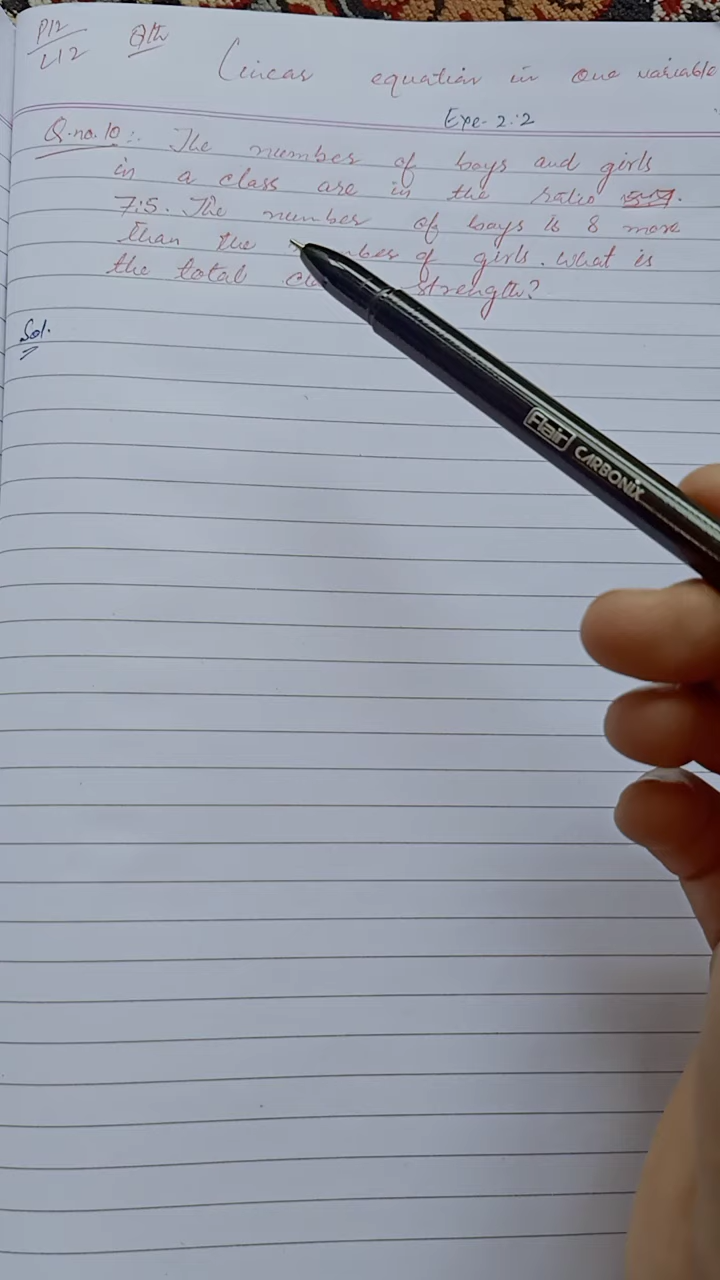 P12
L12
8th
Linear equation in one variable
Exe- 2:2
Q.no.10:. The number of boys and girls
in a class are in the ratio
7:5. The number of boys is 8 more
than the of girls. What is
the total strength?
Sol.
Flair CARBONIX